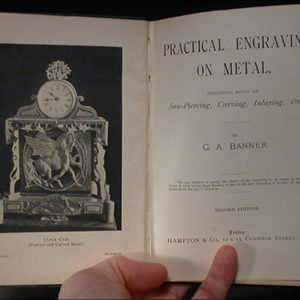 CLOCK CASE.
(Pierced and Carved Metal.)
PRACTICAL ENGRAVING
ON METAL,
INCLUDING HINTS ON
Saw-Piercing, Carving, Inlaying, &c.
BY
G. A. BANNER.
SECOND EDITION.
London:
HAMPTON & CO., 12 & 13, CURSITOR STREET.